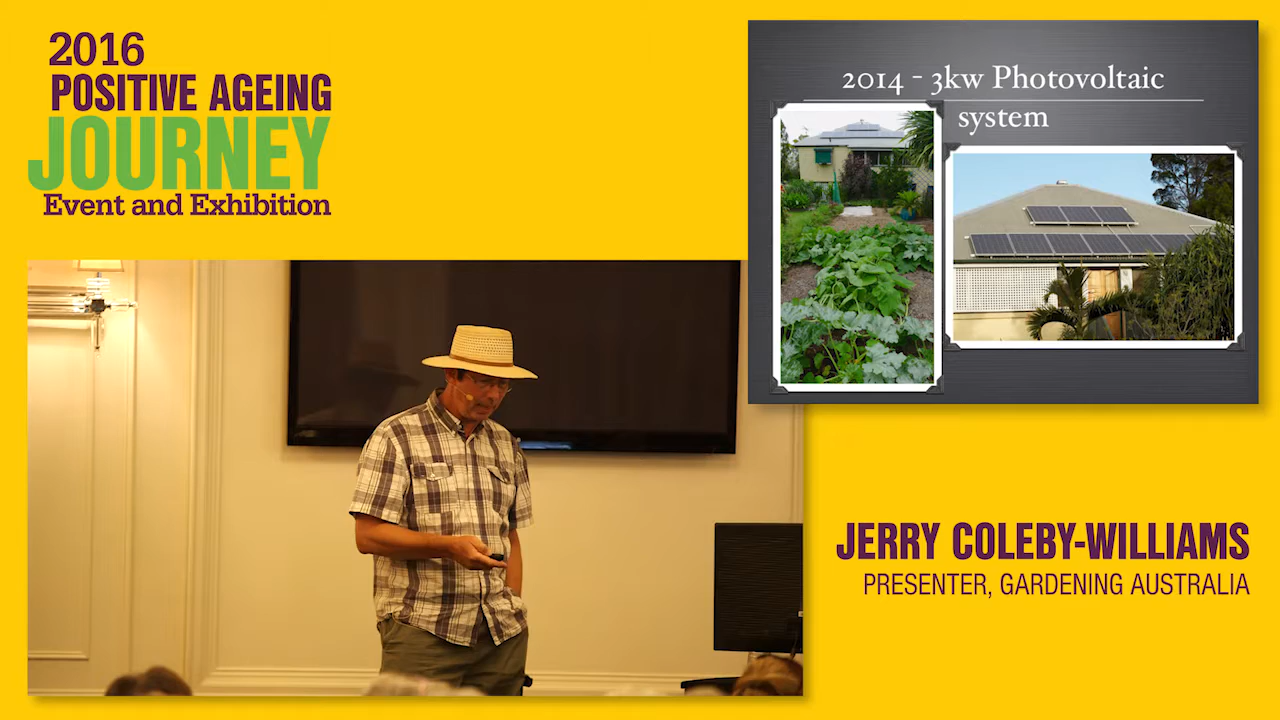 2016
POSITIVE AGEING
JOURNEY
Event and Exhibition
2014 - 3kw Photovoltaic
system
JERRY COLEBY-WILLIAMS
PRESENTER, GARDENING AUSTRALIA